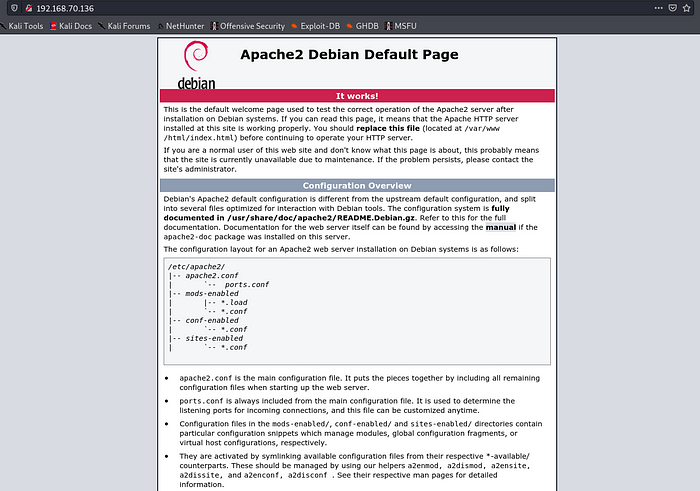 192.168.70.136
Kali Tools Kali Docs Kali Forums NetHunter Offensive Security Exploit-DB GHDB MSFU
Apache2 Debian Default Page
debian
It works!
This is the default welcome page used to test the correct operation of the Apache2 server after
installation on Debian systems. If you can read this page, it means that the Apache HTTP server
installed at this site is working properly. You should replace this file (located at /var/www
/html/index.html) before continuing to operate your HTTP server.
If you are a normal user of this web site and don't know what this page is about, this probably means
that the site is currently unavailable due to maintenance. If the problem persists, please contact the
site's administrator.
Configuration Overview
Debian's Apache2 default configuration is different from the upstream default configuration, and split
into several files optimized for interaction with Debian tools. The configuration system is fully
documented in /usr/share/doc/apache2/README.Debian.gz. Refer to this for the full
documentation. Documentation for the web server itself can be found by accessing the manual if the
apache2-doc package was installed on this server.
The configuration layout for an Apache2 web server installation on Debian systems is as follows:
/etc/apache2/
|-- apache2.conf
|       `--  ports.conf
|-- mods-enabled
|       |-- *.load
|       `-- *.conf
|-- conf-enabled
|       `-- *.conf
|-- sites-enabled
|       `-- *.conf
• apache2.conf is the main configuration file. It puts the pieces together by including all remaining
configuration files when starting up the web server.
• ports.conf is always included from the main configuration file. It is used to determine the
listening ports for incoming connections, and this file can be customized anytime.
• Configuration files in the mods-enabled/, conf-enabled/ and sites-enabled/ directories contain
particular configuration snippets which manage modules, global configuration fragments, or
virtual host configurations, respectively.
• They are activated by symlinking available configuration files from their respective *-available/
counterparts. These should be managed by using our helpers a2enmod, a2dismod, a2ensite,
a2dissite, and a2enconf, a2disconf . See their respective man pages for detailed
information.